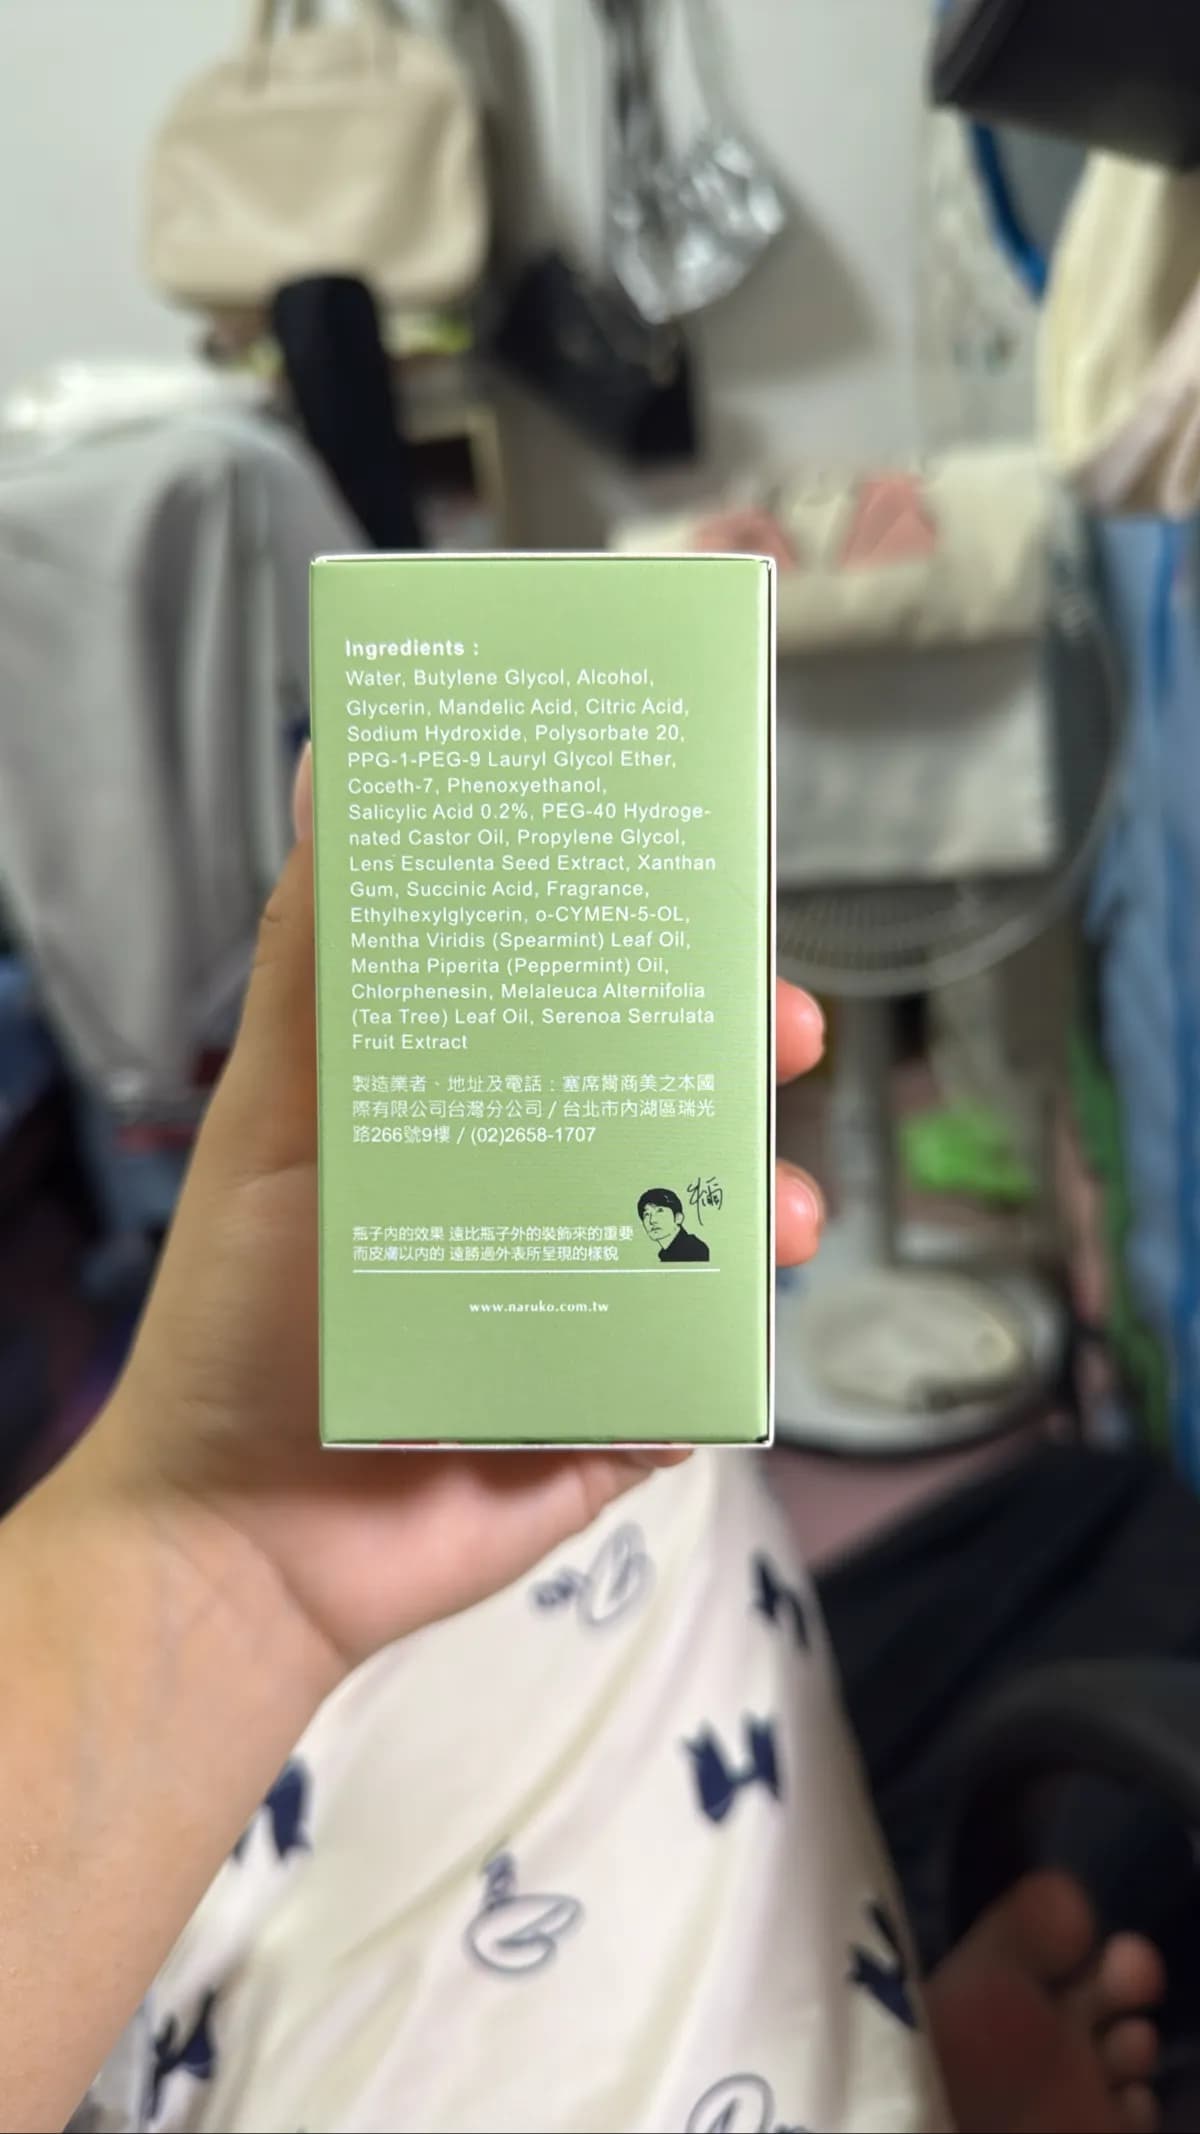 Ingredients :
Water, Butylene Glycol, Alcohol,
Glycerin, Mandelic Acid, Citric Acid,
Sodium Hydroxide, Polysorbate 20,
PPG-1-PEG-9 Lauryl Glycol Ether,
Coceth-7, Phenoxyethanol,
Salicylic Acid 0.2%, PEG-40 Hydroge-
nated Castor Oil, Propylene Glycol,
Lens Esculenta Seed Extract, Xanthan
Gum, Succinic Acid, Fragrance,
Ethylhexylglycerin, o-CYMEN-5-OL,
Mentha Viridis (Spearmint) Leaf Oil,
Mentha Piperita (Peppermint) Oil,
Chlorphenesin, Melaleuca Alternifolia
(Tea Tree) Leaf Oil, Serenoa Serrulata
Fruit Extract
製造業者、地址及電話：塞席爾商美之本國
際有限公司台灣分公司 / 台北市內湖區瑞光
路266號9樓 / (02)2658-1707
瓶子內的效果 遠比瓶子外的裝飾來的重要
而皮膚以內的 遠勝過外表所呈現的樣貌
www.naruko.com.tw